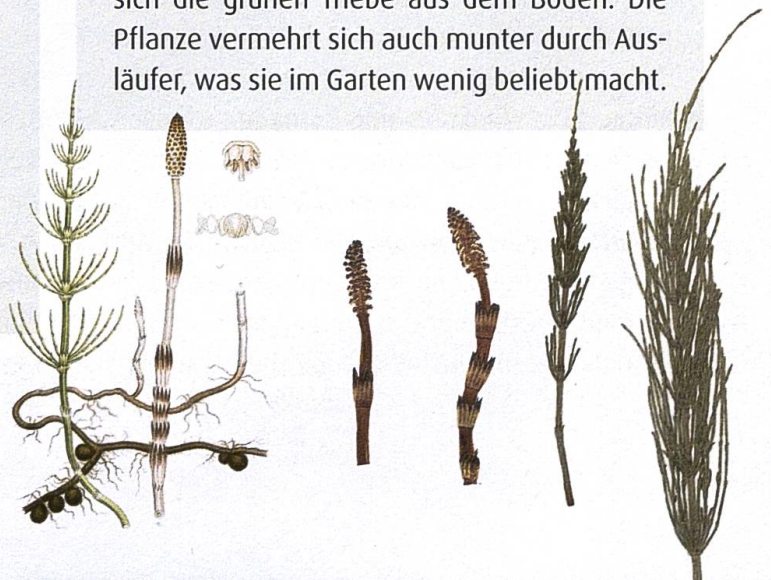 sich die grünen Triebe aus dem Boden. Die
Pflanze vermehrt sich auch munter durch Aus-
läufer, was sie im Garten wenig beliebt macht.